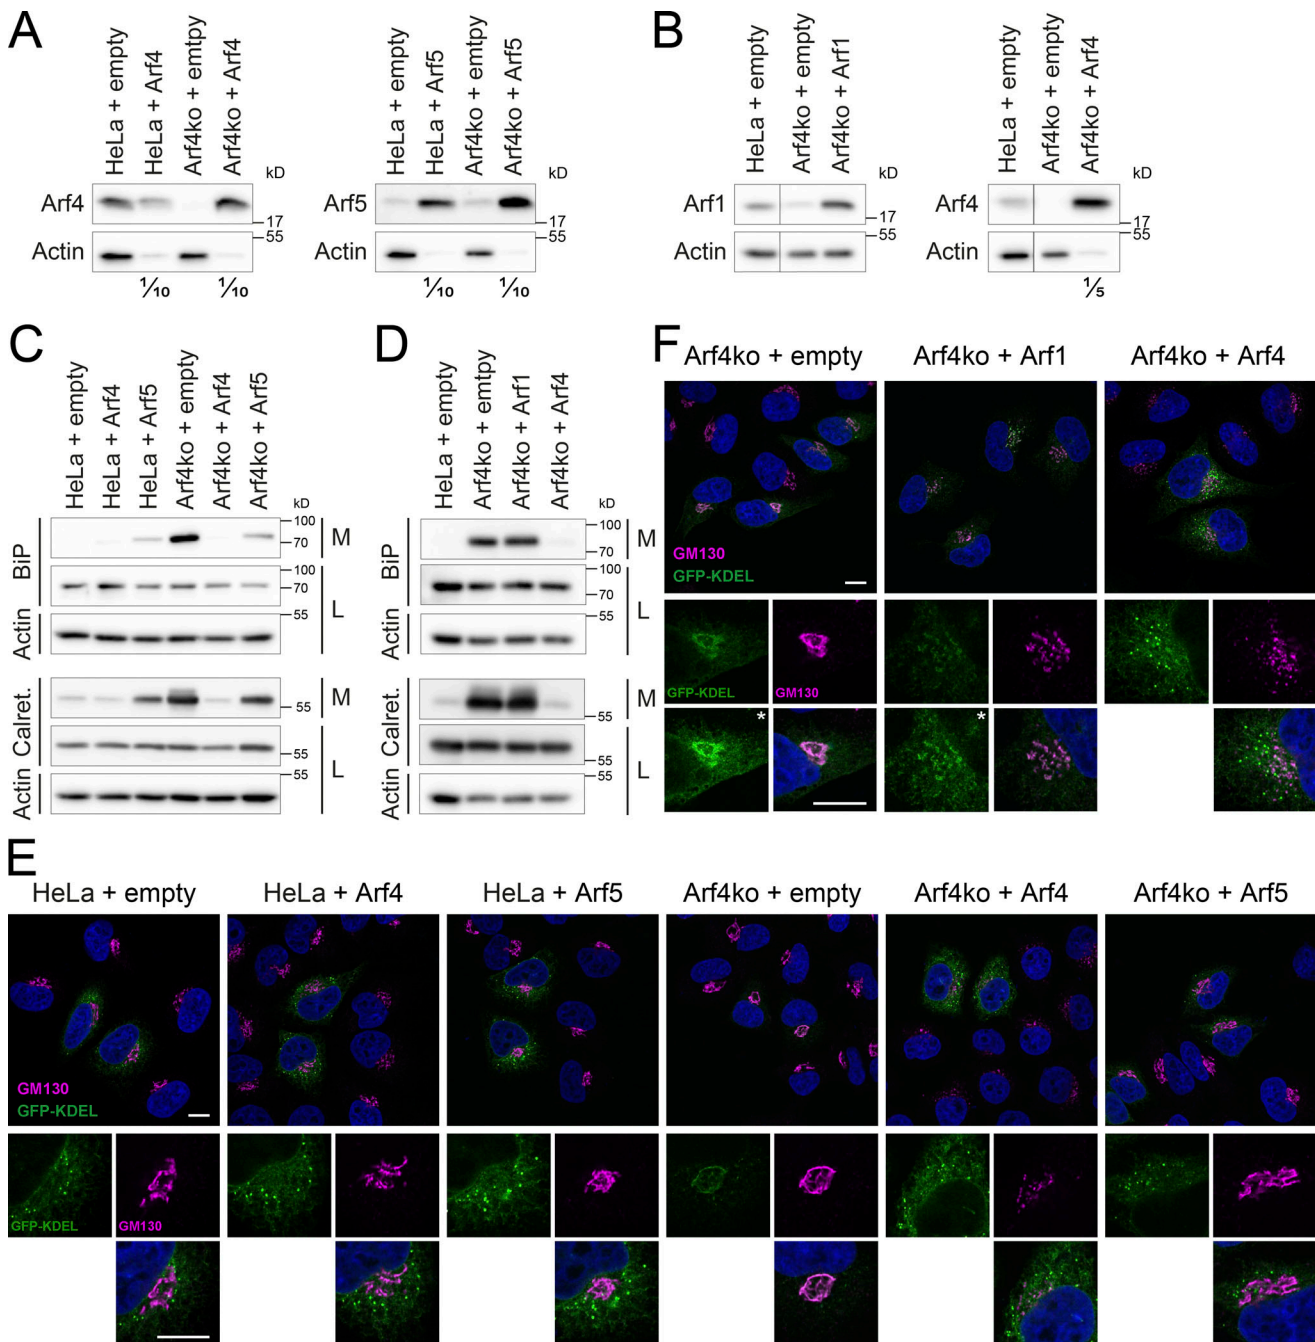 A
HeLa + empty
HeLa + Arf4
Arf4ko + emtpy
Arf4ko + Arf4
kD
Arf4
17
55
Actin
1/10
1/10
HeLa + empty
HeLa + Arf5
Arf4ko + empty
Arf4ko + Arf5
kD
Arf5
17
55
Actin
1/10
1/10
B
HeLa + empty
Arf4ko + empty
Arf4ko + Arf1
kD
Arf1
17
55
Actin
HeLa + empty
Arf4ko + empty
Arf4ko + Arf4
kD
Arf4
17
55
Actin
1/5
C
HeLa + empty
HeLa + Arf4
HeLa + Arf5
Arf4ko + empty
Arf4ko + Arf4
Arf4ko + Arf5
kD
BiP
100
70
M
100
70
L
Actin
55
Calret.
55
M
55
L
Actin
55
D
HeLa + empty
Arf4ko + emtpy
Arf4ko + Arf1
Arf4ko + Arf4
kD
BiP
100
70
M
100
70
L
Actin
55
Calret.
55
M
L
Actin
55
F
Arf4ko + empty
Arf4ko + Arf1
Arf4ko + Arf4
GM130
GFP-KDEL
GFP-KDEL
GM130
*
*
E
HeLa + empty
HeLa + Arf4
HeLa + Arf5
Arf4ko + empty
Arf4ko + Arf4
Arf4ko + Arf5
GM130
GFP-KDEL
GFP-KDEL
GM130